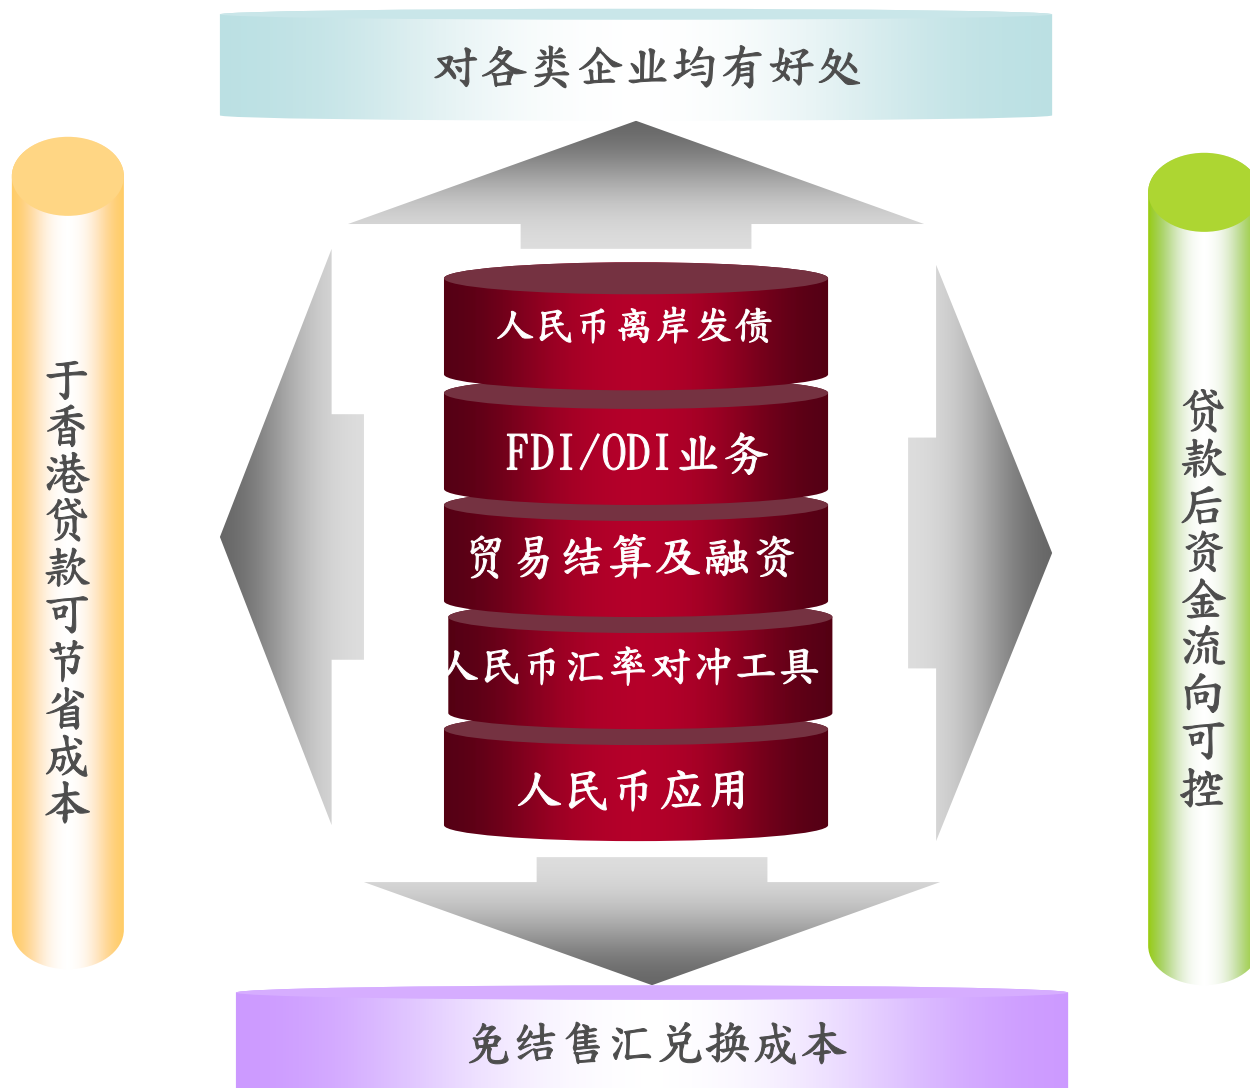 对各类企业均有好处
于香港贷款可节省成本
人民币离岸发债
FDI/ODI业务
贸易结算及融资
人民币汇率对冲工具
人民币应用
贷款后资金流向可控
免结售汇兑换成本